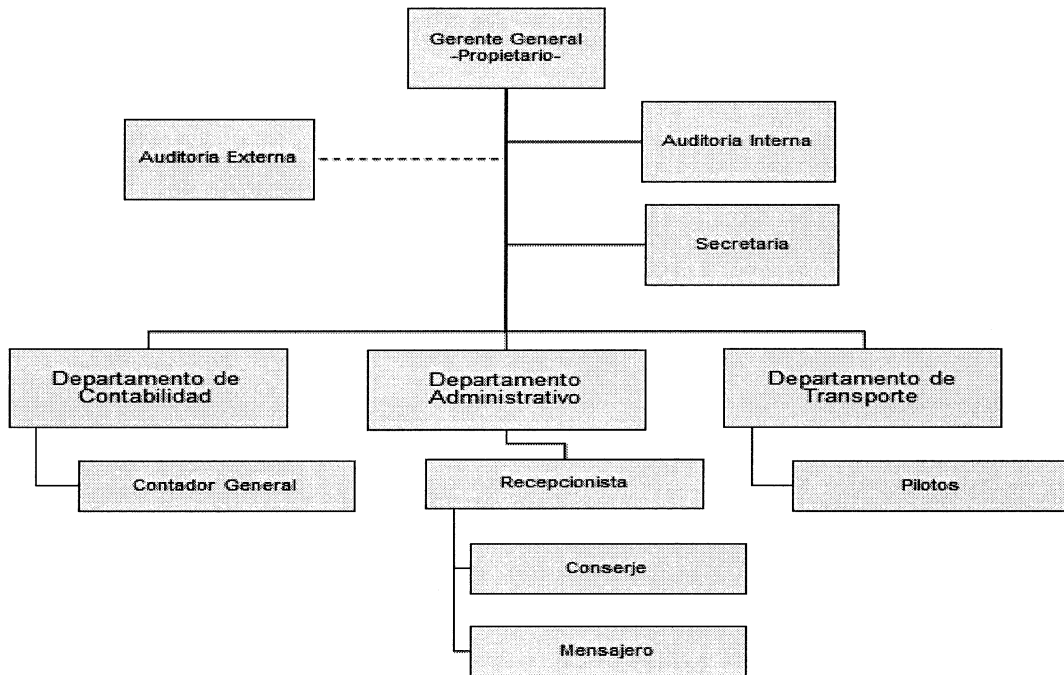 Gerente General
-Propietario-
Auditoria Externa
Auditoría Interna
Secretaria
Departamento de
Contabilidad
Departamento
Administrativo
Departamento de
Transporte
Contador General
Recepcionista
Pilotos
Conserje
Mensajero